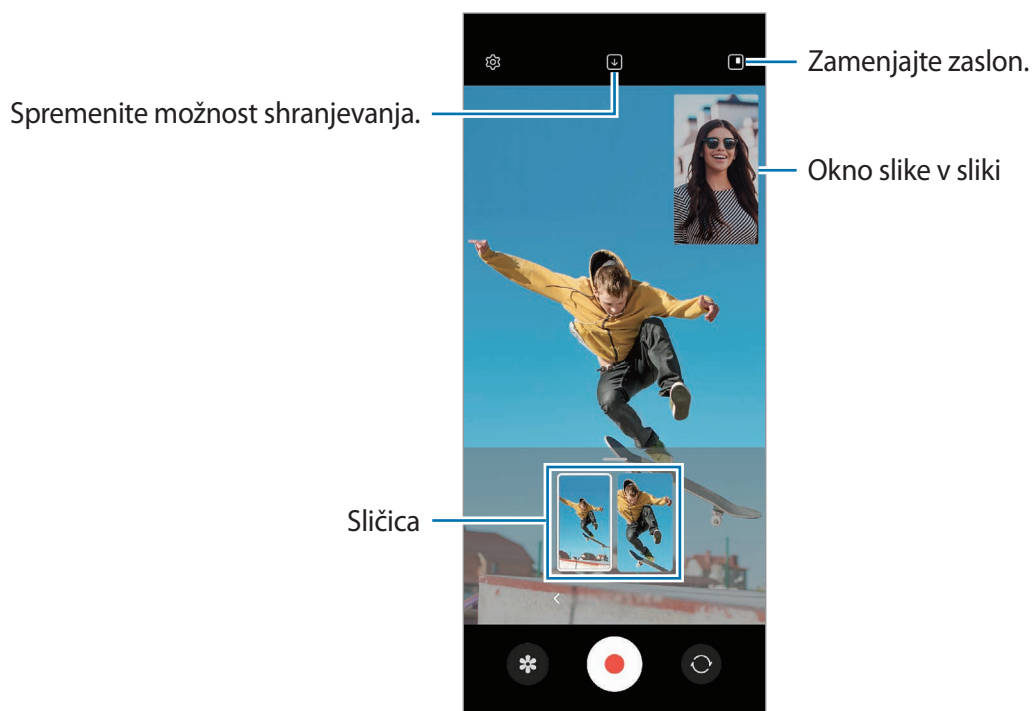 Zamenjajte zaslon.
Spremenite možnost shranjevanja.
Okno slike v sliki
Sličica